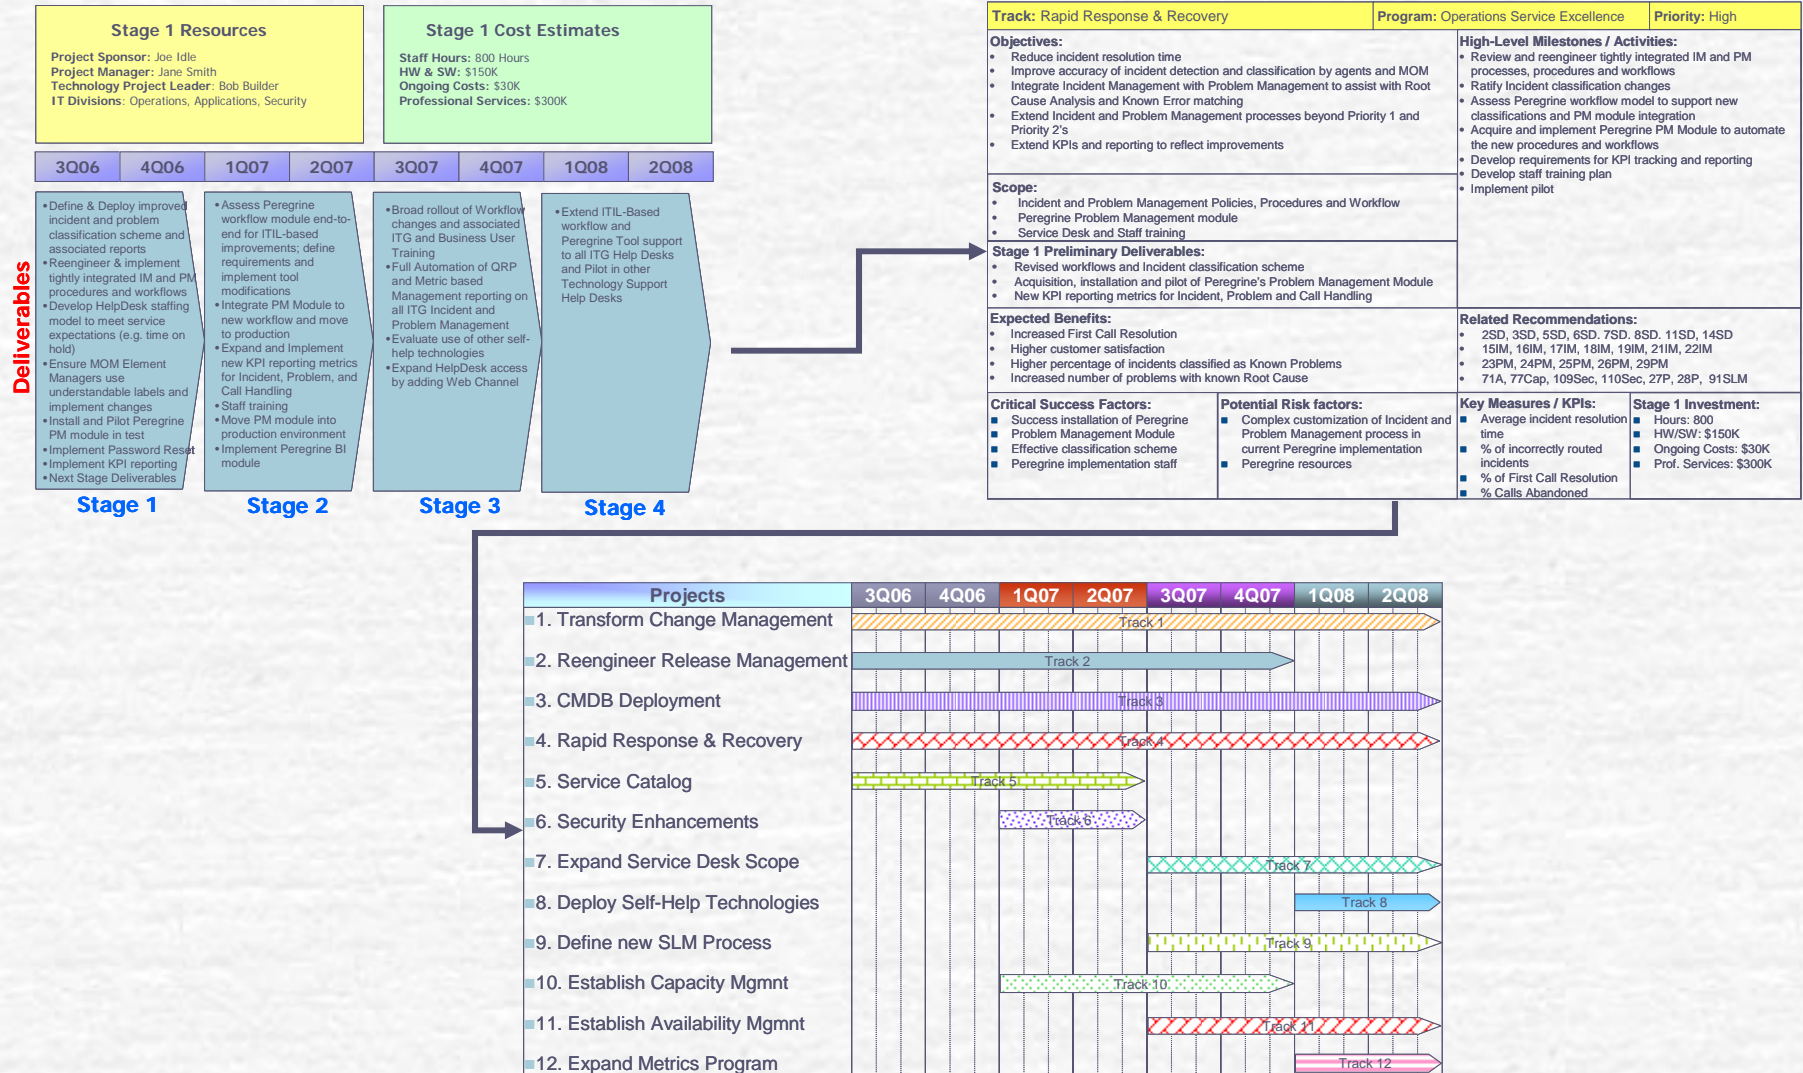 Stage 1 Resources
Project Sponsor: Joe Idle
Project Manager: Jane Smith
Technology Project Leader: Bob Builder
IT Divisions: Operations, Applications, Security
Stage 1 Cost Estimates
Staff Hours: 800 Hours
HW & SW: $150K
Ongoing Costs: $30K
Professional Services: $300K
3Q06 4Q06 1Q07 2Q07 3Q07 4Q07 1Q08 2Q08
Deliverables
•Define & Deploy improved
incident and problem
classification scheme and
associated reports
•Reengineer & implement
tightly integrated IM and PM
procedures and workflows
•Develop HelpDesk staffing
model to meet service
expectations (e.g. time on
hold)
•Ensure MOM Element
Managers use
understandable labels and
implement changes
•Install and Pilot Peregrine
PM module in test
•Implement Password Reset
•Implement KPI reporting
•Next Stage Deliverables
Stage 1
•Assess Peregrine
workflow module end-to-
end for ITIL-based
improvements; define
requirements and
implement tool
modifications
•Integrate PM Module to
new workflow and move
to production
•Expand and Implement
new KPI reporting metrics
for Incident, Problem, and
Call Handling
•Staff training
•Move PM module into
production environment
•Implement Peregrine BI
module
Stage 2
•Broad rollout of Workflow
changes and associated
ITG and Business User
Training
•Full Automation of QRP
and Metric based
Management reporting on
all ITG Incident and
Problem Management
•Evaluate use of other self-
help technologies
•Expand HelpDesk access
by adding Web Channel
Stage 3
•Extend ITIL-Based
workflow and
Peregrine Tool support
to all ITG Help Desks
and Pilot in other
Technology Support
Help Desks
Stage 4
Track: Rapid Response & Recovery
Program: Operations Service Excellence
Priority: High
Objectives:
• Reduce incident resolution time
• Improve accuracy of incident detection and classification by agents and MOM
• Integrate Incident Management with Problem Management to assist with Root
Cause Analysis and Known Error matching
• Extend Incident and Problem Management processes beyond Priority 1 and
Priority 2's
• Extend KPIs and reporting to reflect improvements
High-Level Milestones / Activities:
• Review and reengineer tightly integrated IM and PM
processes, procedures and workflows
• Ratify Incident classification changes
• Assess Peregrine workflow model to support new
classifications and PM module integration
• Acquire and implement Peregrine PM Module to automate
the new procedures and workflows
• Develop requirements for KPI tracking and reporting
• Develop staff training plan
• Implement pilot
Scope:
• Incident and Problem Management Policies, Procedures and Workflow
• Peregrine Problem Management module
• Service Desk and Staff training
Stage 1 Preliminary Deliverables:
• Revised workflows and Incident classification scheme
• Acquisition, installation and pilot of Peregrine's Problem Management Module
• New KPI reporting metrics for Incident, Problem and Call Handling
Expected Benefits:
• Increased First Call Resolution
• Higher customer satisfaction
• Higher percentage of incidents classified as Known Problems
• Increased number of problems with known Root Cause
Related Recommendations:
• 2SD, 3SD, 5SD, 6SD. 7SD. 8SD. 11SD, 14SD
• 15IM, 16IM, 17IM, 18IM, 19IM, 21IM, 22IM
• 23PM, 24PM, 25PM, 26PM, 29PM
• 71A, 77Cap, 109Sec, 110Sec, 27P, 28P, 91SLM
Critical Success Factors:
Success installation of Peregrine
Problem Management Module
Effective classification scheme
Peregrine implementation staff
Potential Risk factors:
Complex customization of Incident and
Problem Management process in
current Peregrine implementation
Peregrine resources
Key Measures / KPIs:
Average incident resolution
time
% of incorrectly routed
incidents
% of First Call Resolution
% Calls Abandoned
Stage 1 Investment:
Hours: 800
HW/SW: $150K
Ongoing Costs: $30K
Prof. Services: $300K
Projects 3Q06 4Q06 1Q07 2Q07 3Q07 4Q07 1Q08 2Q08
1. Transform Change Management Track 1
2. Reengineer Release Management Track 2
3. CMDB Deployment Track 3
4. Rapid Response & Recovery Track 4
5. Service Catalog Track 5
6. Security Enhancements Track 6
7. Expand Service Desk Scope Track 7
8. Deploy Self-Help Technologies Track 8
9. Define new SLM Process Track 9
10. Establish Capacity Mgmnt Track 10
11. Establish Availability Mgmnt Track 11
12. Expand Metrics Program Track 12